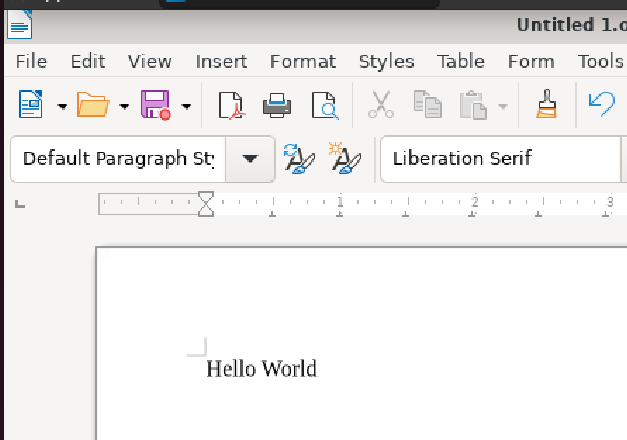 Untitled 1.o
File Edit View Insert Format Styles Table Form Tools
Default Paragraph Sty Liberation Serif
1 2 3
Hello World